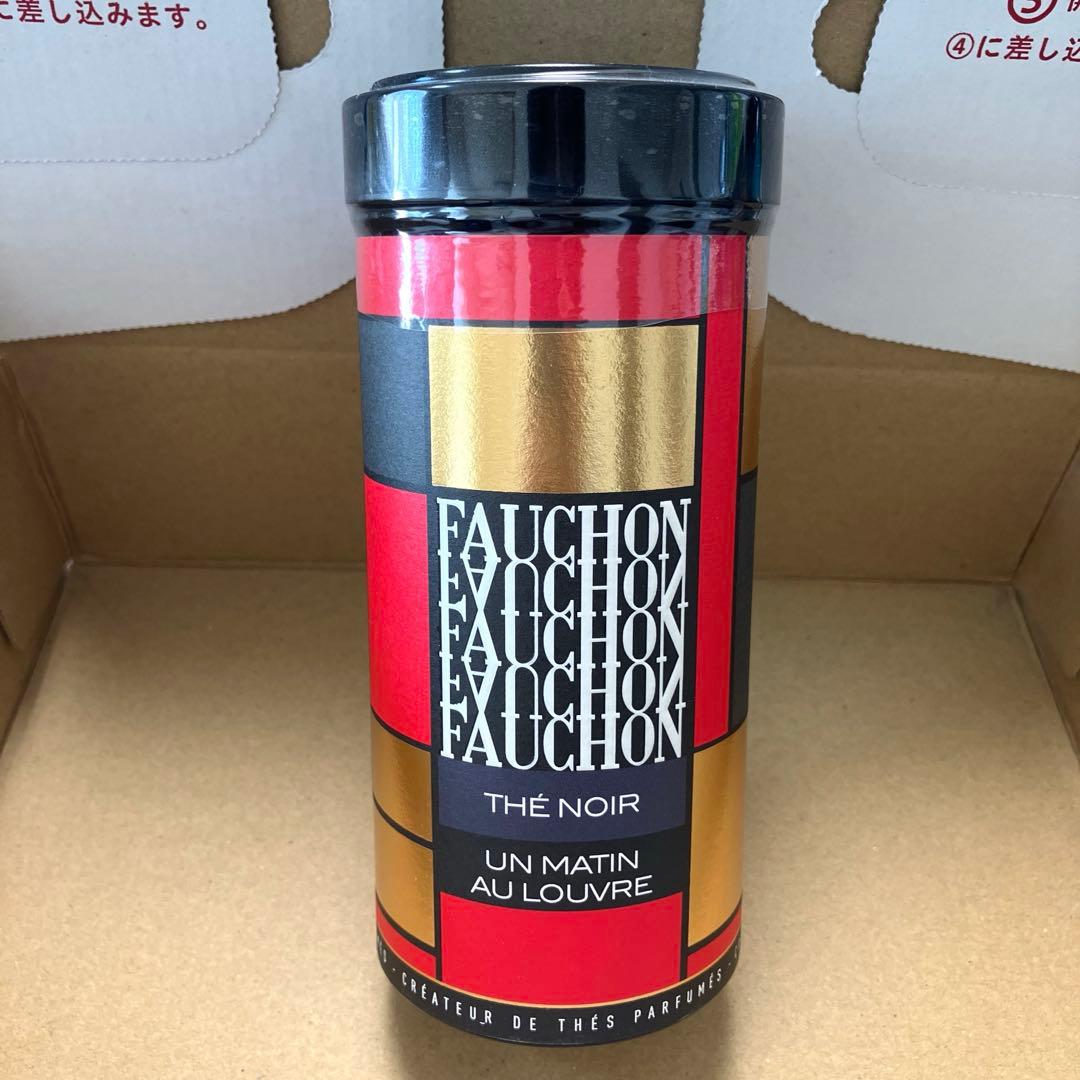 に差し込みます。
③
④に差し込
FAUCHON
FAUCHON
FAUCHON
FAUCHON
FAUCHON
THÉ NOIR
UN MATIN
AU LOUVRE
CRÉATEUR DE THÉS PARFUMÉS